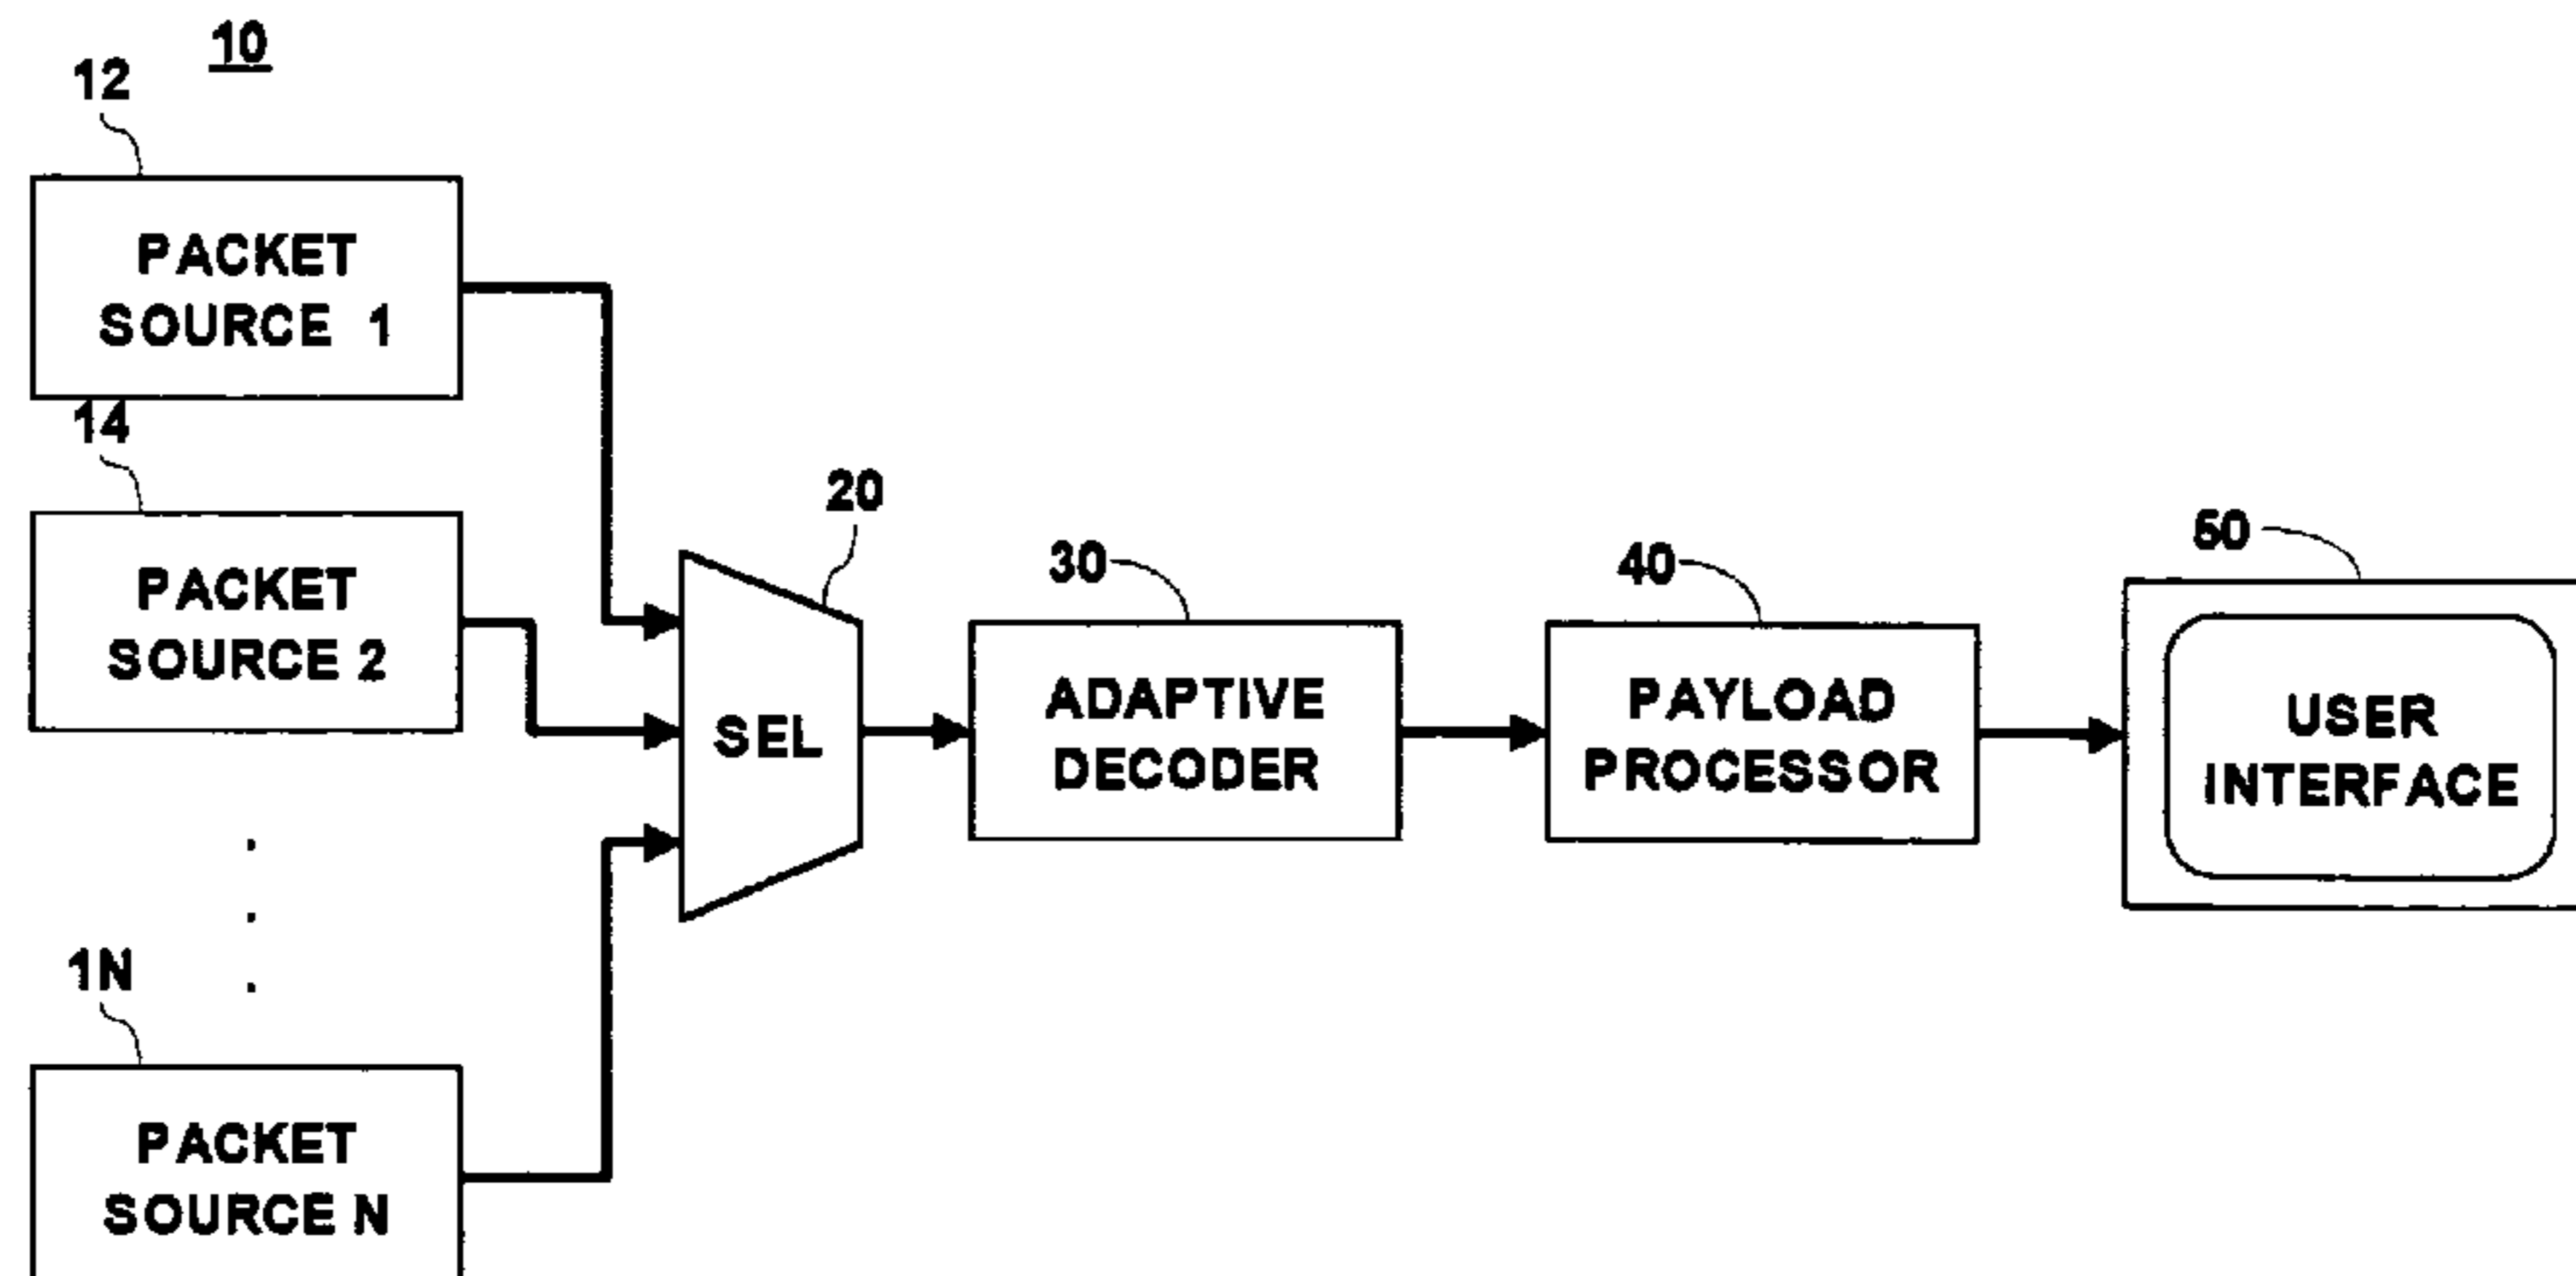 10
12
PACKET
SOURCE 1
14
PACKET
SOURCE 2
1N
PACKET
SOURCE N
20
SEL
30
ADAPTIVE
DECODER
40
PAYLOAD
PROCESSOR
50
USER
INTERFACE